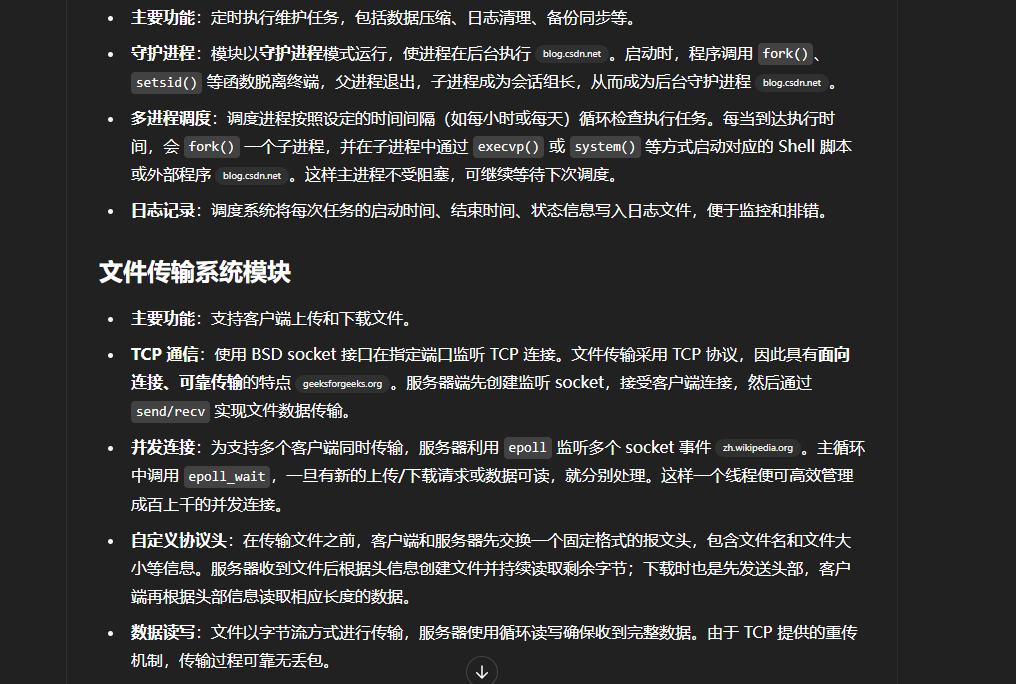 • 主要功能：定时执行维护任务，包括数据压缩、日志清理、备份同步等。
• 守护进程：模块以守护进程模式运行，使进程在后台执行 blog.csdn.net 。启动时，程序调用 fork()、
setsid() 等函数脱离终端，父进程退出，子进程成为会话组长，从而成为后台守护进程 blog.csdn.net 。
• 多进程调度：调度进程按照设定的时间间隔（如每小时或每天）循环检查执行任务。每当到达执行时
间，会 fork() 一个子进程，并在子进程中通过 execvp() 或 system() 等方式启动对应的 Shell 脚本
或外部程序 blog.csdn.net 。这样主进程不受阻塞，可继续等待下次调度。
• 日志记录：调度系统将每次任务的启动时间、结束时间、状态信息写入日志文件，便于监控和排错。
文件传输系统模块
• 主要功能：支持客户端上传和下载文件。
• TCP 通信：使用 BSD socket 接口在指定端口监听 TCP 连接。文件传输采用 TCP 协议，因此具有面向
连接、可靠传输的特点 geeksforgeeks.org 。服务器端先创建监听 socket，接受客户端连接，然后通过
send/recv 实现文件数据传输。
• 并发连接：为支持多个客户端同时传输，服务器利用 epoll 监听多个 socket 事件 zh.wikipedia.org 。主循环
中调用 epoll_wait，一旦有新的上传/下载请求或数据可读，就分别处理。这样一个线程便可高效管理
成百上千的并发连接。
• 自定义协议头：在传输文件之前，客户端和服务器先交换一个固定格式的报文头，包含文件名和文件大
小等信息。服务器收到文件后根据头信息创建文件并持续读取剩余字节；下载时也是先发送头部，客户
端再根据头部信息读取相应长度的数据。
• 数据读写：文件以字节流方式进行传输，服务器使用循环读写确保收到完整数据。由于 TCP 提供的重传
机制，传输过程可靠无丢包。